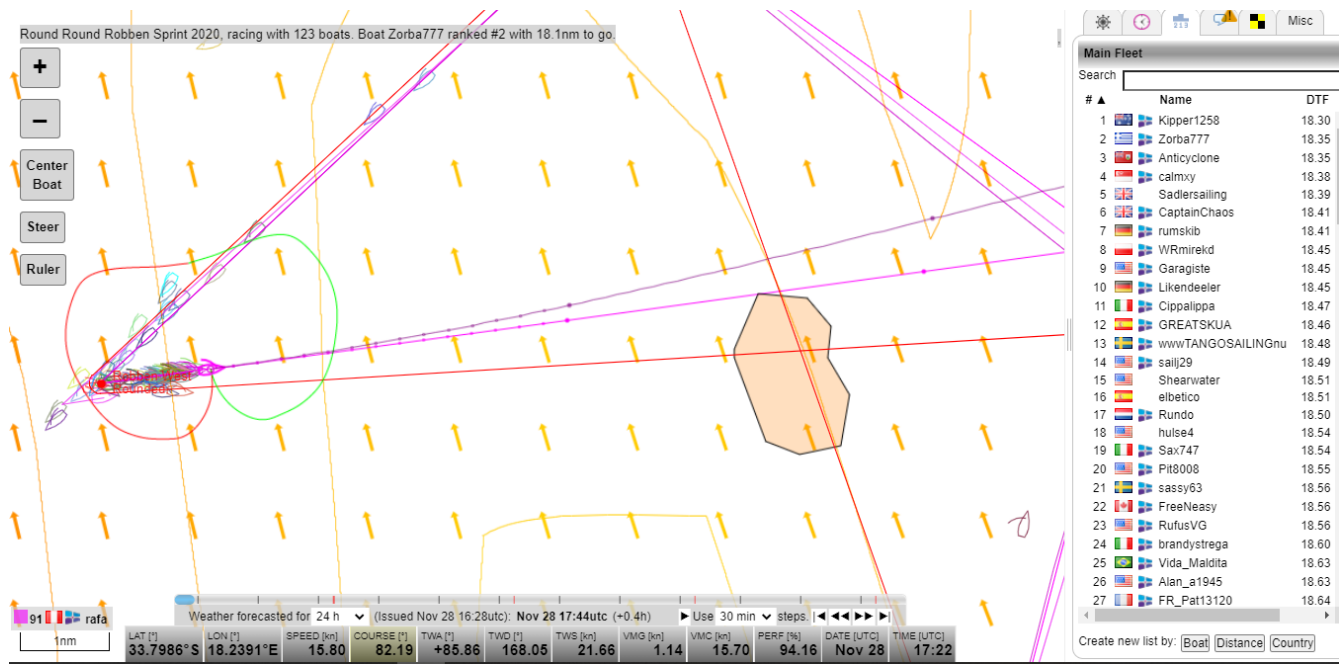 Round Round Robben Sprint 2020, racing with 123 boats. Boat Zorba777 ranked #2 with 18.1nm to go.
+
−
Center
Boat
Steer
Ruler
Robben West
Roundabit
91 rafa
1nm
Weather forecasted for 24 h (Issued Nov 28 16:28utc): Nov 28 17:44utc (+0.4h) Use 30 min steps.
LAT [°] LON [°] SPEED [kn] COURSE [°] TWA [°] TWD [°] TWS [kn] VMG [kn] VMC [kn] PERF [%] DATE [UTC] TIME [UTC]
33.7986°S 18.2391°E 15.80 82.19 +85.86 168.05 21.66 1.14 15.70 94.16 Nov 28 17:22
213 Misc
Main Fleet
Search
# ▲ Name DTF
1 Kipper1258 18.30
2 Zorba777 18.35
3 Anticyclone 18.35
4 calmxy 18.38
5 Sadlersailing 18.39
6 CaptainChaos 18.41
7 rumskib 18.41
8 WRmirekd 18.45
9 Garagiste 18.45
10 Likendeeler 18.45
11 Cippalippa 18.47
12 GREATSKUA 18.46
13 wwwTANGOSAILINGnu 18.48
14 sailj29 18.49
15 Shearwater 18.51
16 elbetico 18.51
17 Rundo 18.50
18 hulse4 18.54
19 Sax747 18.54
20 Pit8008 18.55
21 sassy63 18.56
22 FreeNeasy 18.56
23 RufusVG 18.56
24 brandystrega 18.60
25 Vida_Maldita 18.63
26 Alan_a1945 18.63
27 FR_Pat13120 18.64
Create new list by: Boat Distance Country